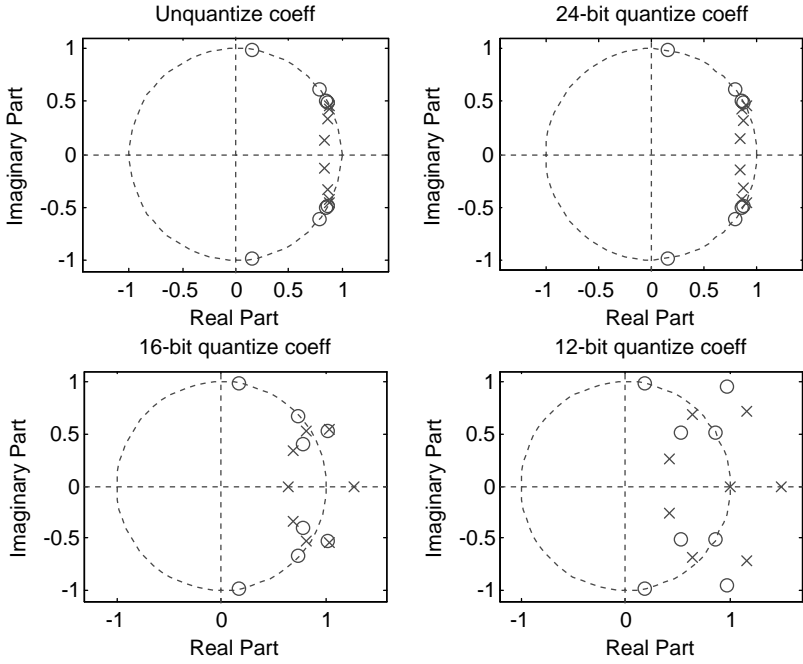 Unquantize coeff
1
0.5
0
-0.5
-1
Imaginary Part
-1 -0.5 0 0.5 1
Real Part
24-bit quantize coeff
1
0.5
0
-0.5
-1
Imaginary Part
-1 -0.5 0 0.5 1
Real Part
16-bit quantize coeff
1
0.5
0
-0.5
-1
Imaginary Part
-1 0 1
Real Part
12-bit quantize coeff
1
0.5
0
-0.5
-1
Imaginary Part
-1 0 1
Real Part